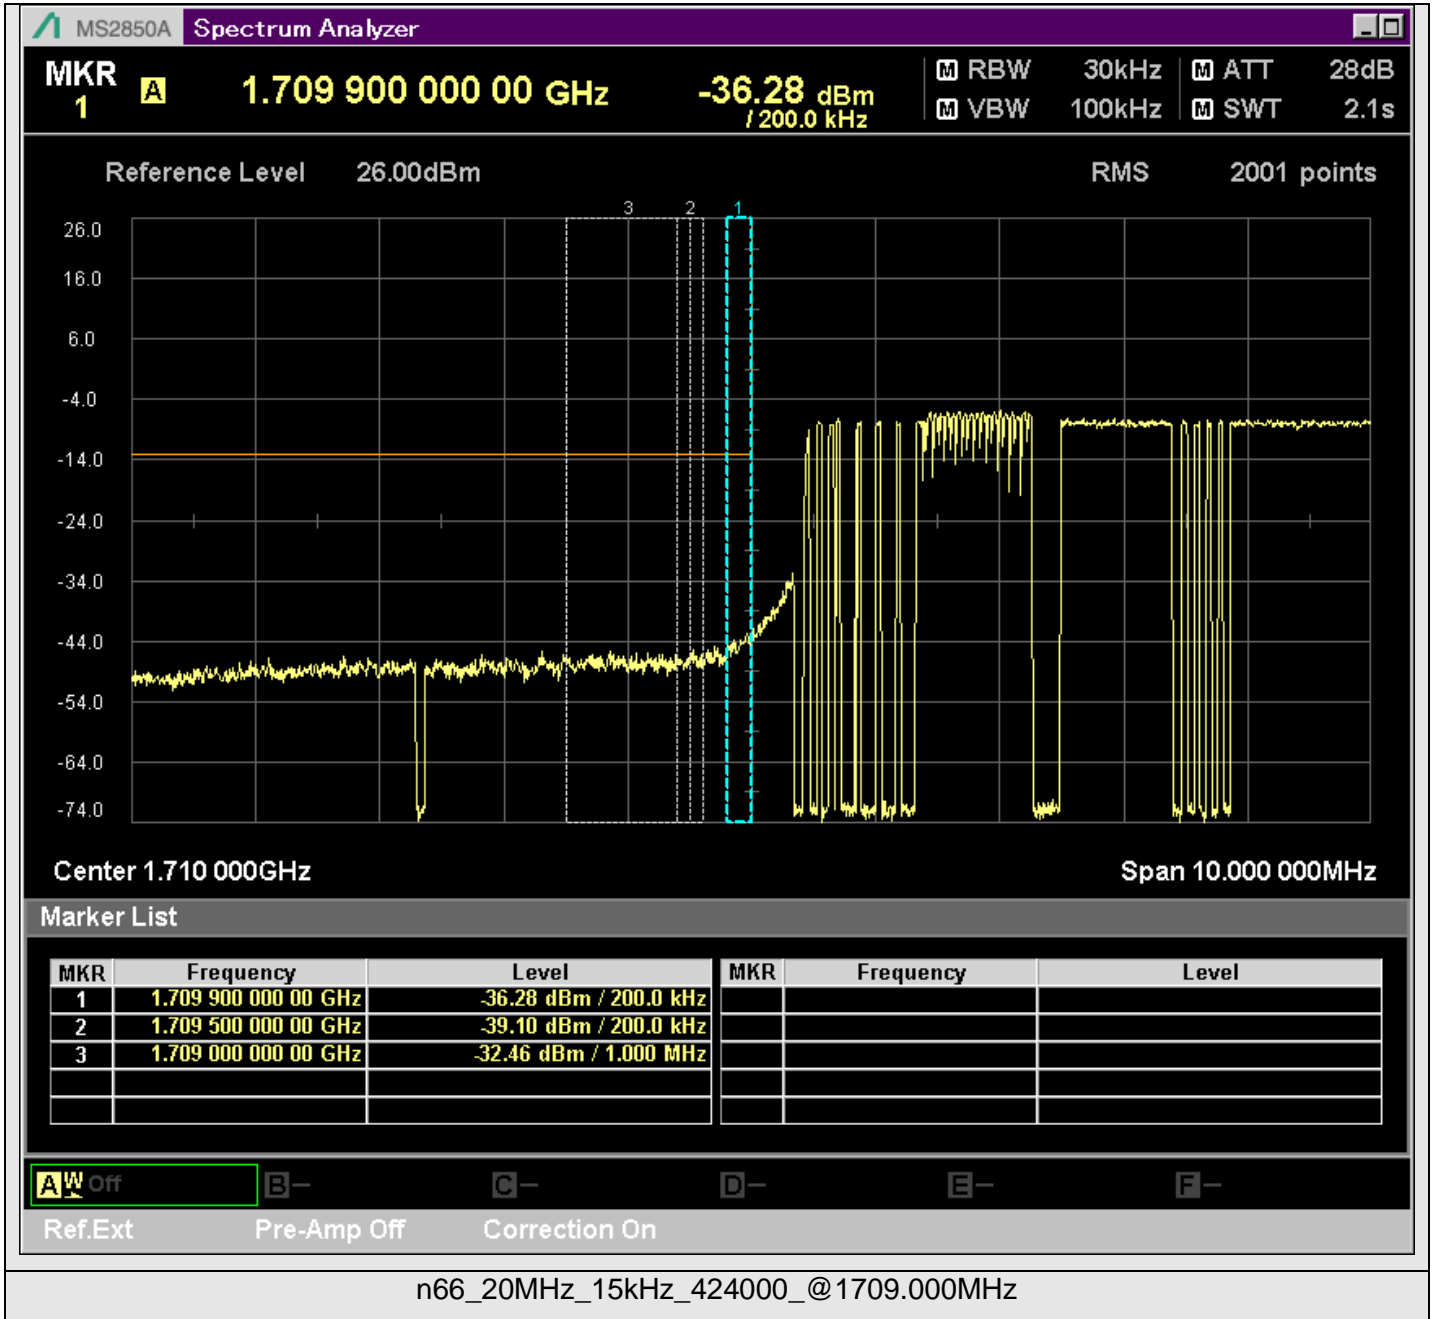 MS2850A Spectrum Analyzer
MKR 1 A 1.709 900 000 00 GHz -36.28 dBm / 200.0 kHz
M RBW 30kHz M ATT 28dB
M VBW 100kHz M SWT 2.1s
Reference Level 26.00dBm RMS 2001 points
3 2 1
26.0
16.0
6.0
-4.0
-14.0
-24.0
-34.0
-44.0
-54.0
-64.0
-74.0
Center 1.710 000GHz Span 10.000 000MHz
Marker List
MKR Frequency Level MKR Frequency Level
1 1.709 900 000 00 GHz -36.28 dBm / 200.0 kHz
2 1.709 500 000 00 GHz -39.10 dBm / 200.0 kHz
3 1.709 000 000 00 GHz -32.46 dBm / 1.000 MHz
A W Off B - C - D - E - F -
Ref.Ext Pre-Amp Off Correction On
n66_20MHz_15kHz_424000_@1709.000MHz